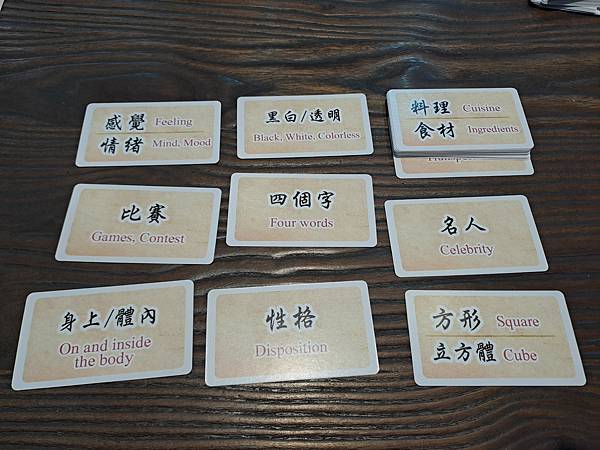 感覺 Feeling
情緒 Mind, Mood
黑白/透明
Black, White, Colorless
料理 Cuisine
食材 Ingredients
比賽
Games, Contest
四個字
Four words
名人
Celebrity
身上/體內
On and inside
the body
性格
Disposition
方形 Square
立方體 Cube